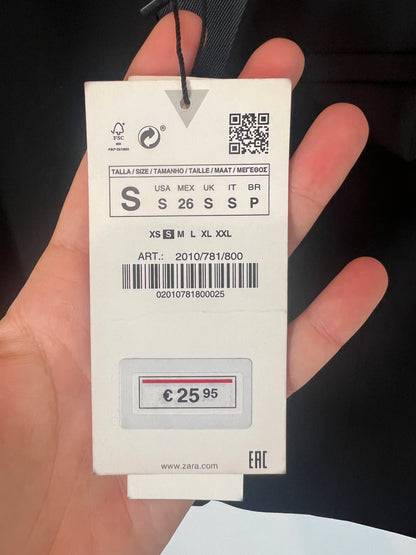 FSC
TALLA / SIZE / TAMANHO / TAILLE / MAAT / ΜΕΓΕΘΟΣ
S
USA MEX UK IT BR
S 26 S S P
XS S M L XL XXL
ART.: 2010/781/800
02010781800025
€ 25 95
www.zara.com
EAC